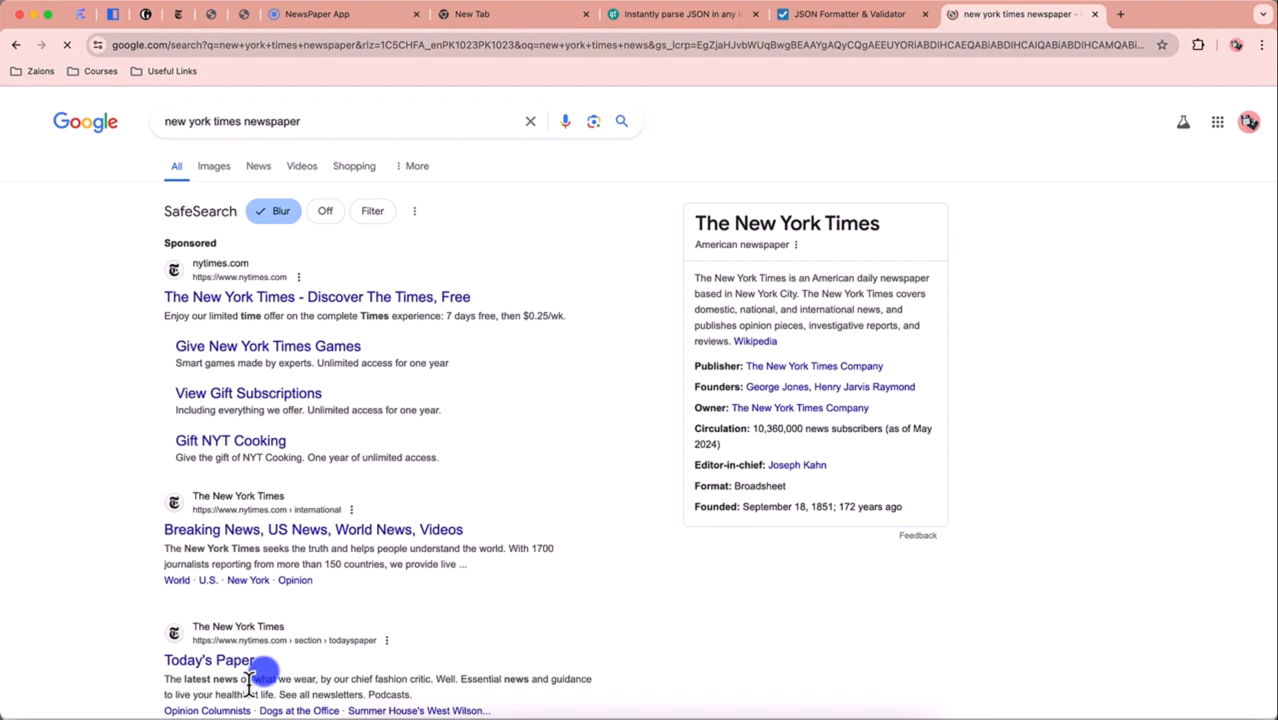 NewsPaper App
New Tab
Instantly parse JSON in any b
JSON Formatter & Validator
new york times newspaper -
google.com/search?q=new+york+times+newspaper&rlz=1C5CHFA_enPK1023PK1023&oq=new+york+times+news&gs_lcrp=EgZjaHJvbWUqBwgBEAAYgAQyCQgAEEUYORiABDIHCAEQABiABDIHCAIQABiABDIHCAMQABi...
Zaions
Courses
Useful Links
Google
new york times newspaper
All
Images
News
Videos
Shopping
More
SafeSearch
Blur
Off
Filter
Sponsored
nytimes.com
https://www.nytimes.com
The New York Times - Discover The Times, Free
Enjoy our limited time offer on the complete Times experience: 7 days free, then $0.25/wk.
Give New York Times Games
Smart games made by experts. Unlimited access for one year
View Gift Subscriptions
Including everything we offer. Unlimited access for one year.
Gift NYT Cooking
Give the gift of NYT Cooking. One year of unlimited access.
The New York Times
https://www.nytimes.com › international
Breaking News, US News, World News, Videos
The New York Times seeks the truth and helps people understand the world. With 1700
journalists reporting from more than 150 countries, we provide live ...
World · U.S. · New York · Opinion
The New York Times
https://www.nytimes.com › section › todayspaper
Today's Paper
The latest news what we wear, by our chief fashion critic. Well. Essential news and guidance
to live your life. See all newsletters. Podcasts.
Opinion Columnists · Dogs at the Office · Summer House's West Wilson...
The New York Times
American newspaper
The New York Times is an American daily newspaper
based in New York City. The New York Times covers
domestic, national, and international news, and
publishes opinion pieces, investigative reports, and
reviews. Wikipedia
Publisher: The New York Times Company
Founders: George Jones, Henry Jarvis Raymond
Owner: The New York Times Company
Circulation: 10,360,000 news subscribers (as of May
2024)
Editor-in-chief: Joseph Kahn
Format: Broadsheet
Founded: September 18, 1851; 172 years ago
Feedback